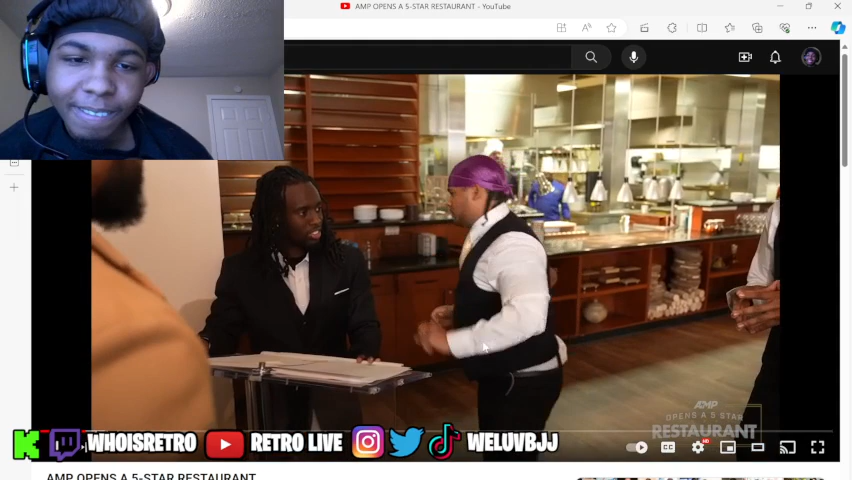 AMP OPENS A 5-STAR RESTAURANT - YouTube
AMP
OPENS A 5 STAR
RESTAURANT
WHOISRETRO
RETRO LIVE
WELUVBJJ
AMP OPENS A 5-STAR RESTAURANT